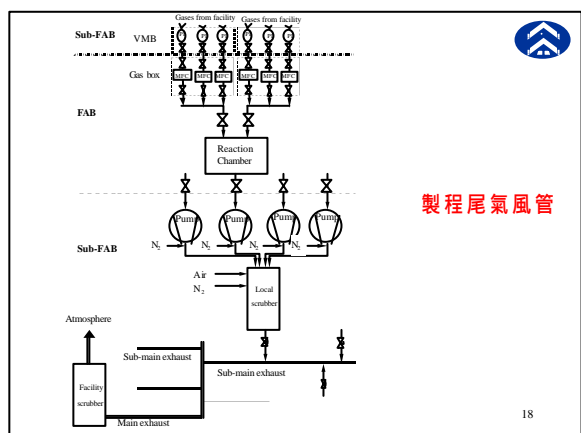 Gases from facility Gases from facility
Sub-FAB VMB
Gas box
MFC MFC MFC MFC MFC MFC
FAB
Reaction
Chamber
製程尾氣風管
Pump Pump Pump Pump
N2 N2 N2 N2
Sub-FAB
Air
N2
Local
scrubber
Atmosphere
Sub-main exhaust
Sub-main exhaust
Facility
scrubber
Main exhaust
18